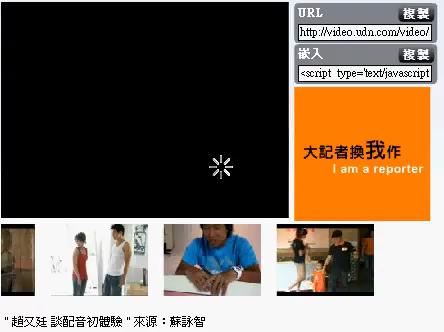 URL
複製
http://video.udn.com/video/
嵌入
複製
<script type='text/javascript
大記者換我作
I am a reporter
"趙又廷 談配音初體驗"來源：蘇詠智